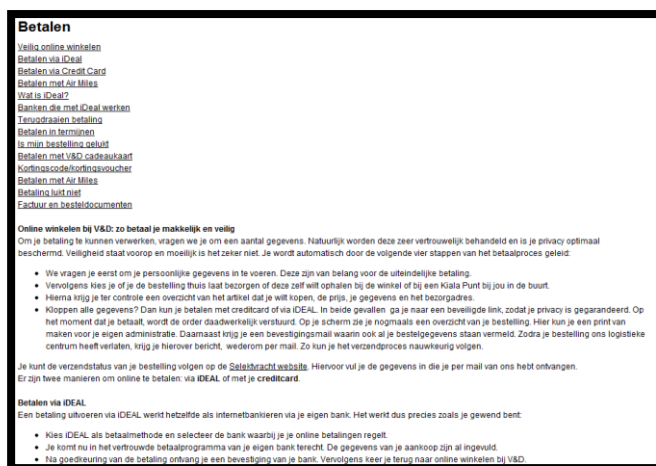 Betalen
Veilig online winkelen
Betalen via iDeal
Betalen via Credit Card
Betalen met Air Miles
Wat is iDeal?
Banken die met iDeal werken
Terugdraaien betaling
Betalen in termijnen
Is mijn bestelling gelukt
Betalen met V&D cadeaukaart
Kortingscode/kortingsvoucher
Betalen met Air Miles
Betaling lukt niet
Factuur en besteldocumenten
Online winkelen bij V&D: zo betaal je makkelijk en veilig
Om je betaling te kunnen verwerken, vragen we je om een aantal gegevens. Natuurlijk worden deze zeer vertrouwelijk behandeld en is je privacy optimaal
beschermd. Veiligheid staat voorop en moeilijk is het zeker niet. Je wordt automatisch door de volgende vier stappen van het betaalproces geleid:
• We vragen je eerst om je persoonlijke gegevens in te voeren. Deze zijn van belang voor de uiteindelijke betaling.
• Vervolgens kies je of je de bestelling thuis laat bezorgen of deze zelf wilt ophalen bij de winkel of bij een Kiala Punt bij jou in de buurt.
• Hierna krijg je ter controle een overzicht van het artikel dat je wilt kopen, de prijs, je gegevens en het bezorgadres.
• Kloppen alle gegevens? Dan kun je betalen met creditcard of via iDEAL. In beide gevallen ga je naar een beveiligde link, zodat je privacy is gegarandeerd. Op
het moment dat je betaalt, wordt de order daadwerkelijk verstuurd. Op je scherm zie je nogmaals een overzicht van je bestelling. Hier kun je een print van
maken voor je eigen administratie. Daarnaast krijg je een bevestigingsmail waarin ook al je bestelgegevens staan vermeld. Zodra je bestelling ons logistieke
centrum heeft verlaten, krijg je hierover bericht, wederom per mail. Zo kun je het verzendproces nauwkeurig volgen.
Je kunt de verzendstatus van je bestelling volgen op de Selektvracht website. Hiervoor vul je de gegevens in die je per mail van ons hebt ontvangen.
Er zijn twee manieren om online te betalen: via iDEAL of met je creditcard.
Betalen via iDEAL
Een betaling uitvoeren via iDEAL werkt hetzelfde als internetbankieren via je eigen bank. Het werkt dus precies zoals je gewend bent:
• Kies iDEAL als betaalmethode en selecteer de bank waarbij je je online betalingen regelt.
• Je komt nu in het vertrouwde betaalprogramma van je eigen bank terecht. De gegevens van je aankoop zijn al ingevuld.
• Na goedkeuring van de betaling ontvang je een bevestiging van je bank. Vervolgens keer je terug naar online winkelen bij V&D.